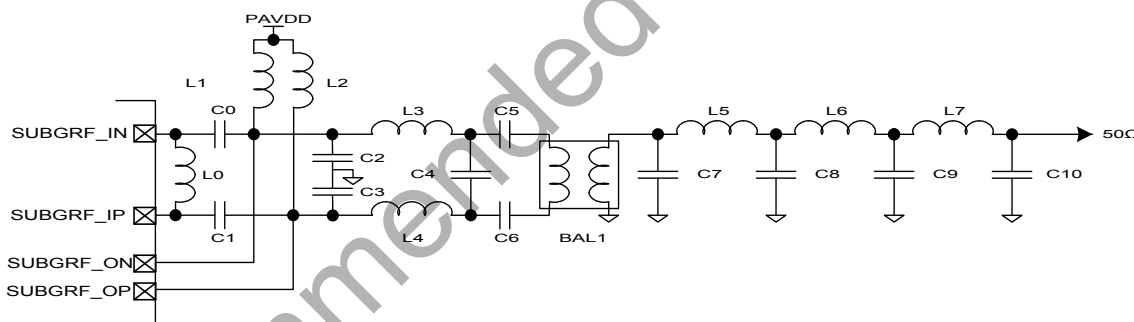 PAVDD
L1
L2
C0
L3
C5
L5
L6
L7
SUBGRF_IN
50Ω
C2
L0
C3
C4
C7
C8
C9
C10
SUBGRF_IP
C1
L4
C6
BAL1
SUBGRF_ON
SUBGRF_OP
mmended